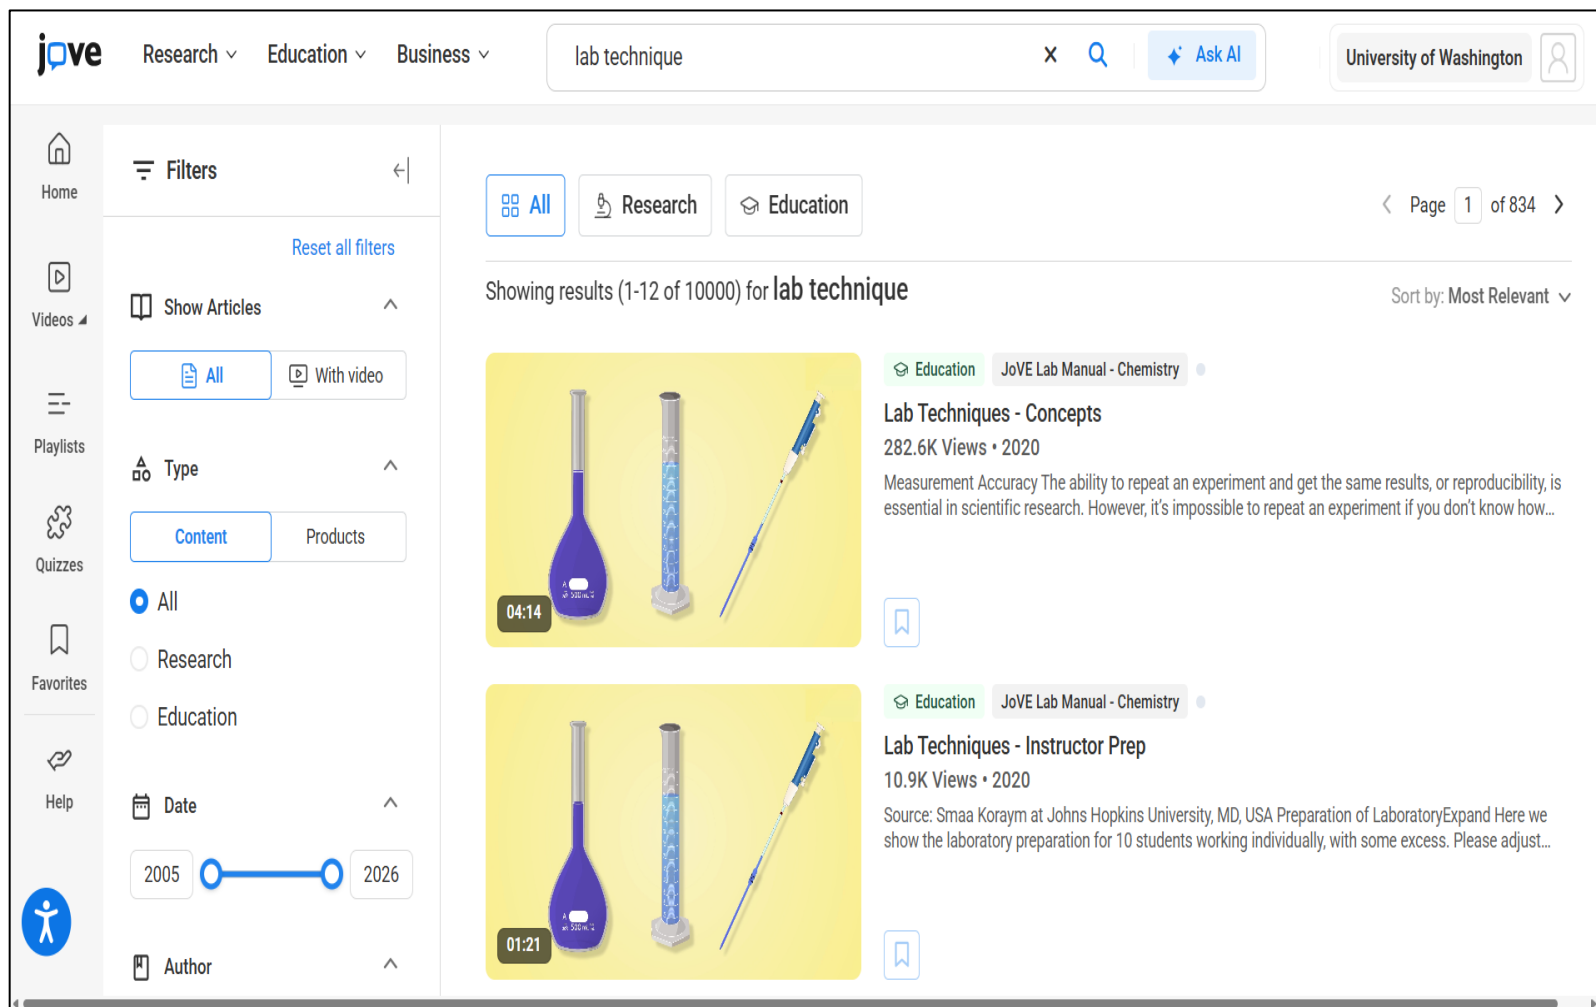 jove
Research
Education
Business
lab technique
Ask AI
University of Washington
Home
Videos
Playlists
Quizzes
Favorites
Help
Filters
Reset all filters
Show Articles
All
With video
Type
Content
Products
All
Research
Education
Date
2005
2026
Author
All
Research
Education
Page 1 of 834
Showing results (1-12 of 10000) for lab technique
Sort by: Most Relevant
04:14
Education
JoVE Lab Manual - Chemistry
Lab Techniques - Concepts
282.6K Views • 2020
Measurement Accuracy The ability to repeat an experiment and get the same results, or reproducibility, is
essential in scientific research. However, it's impossible to repeat an experiment if you don't know how...
01:21
Education
JoVE Lab Manual - Chemistry
Lab Techniques - Instructor Prep
10.9K Views • 2020
Source: Smaa Koraym at Johns Hopkins University, MD, USA Preparation of LaboratoryExpand Here we
show the laboratory preparation for 10 students working individually, with some excess. Please adjust...